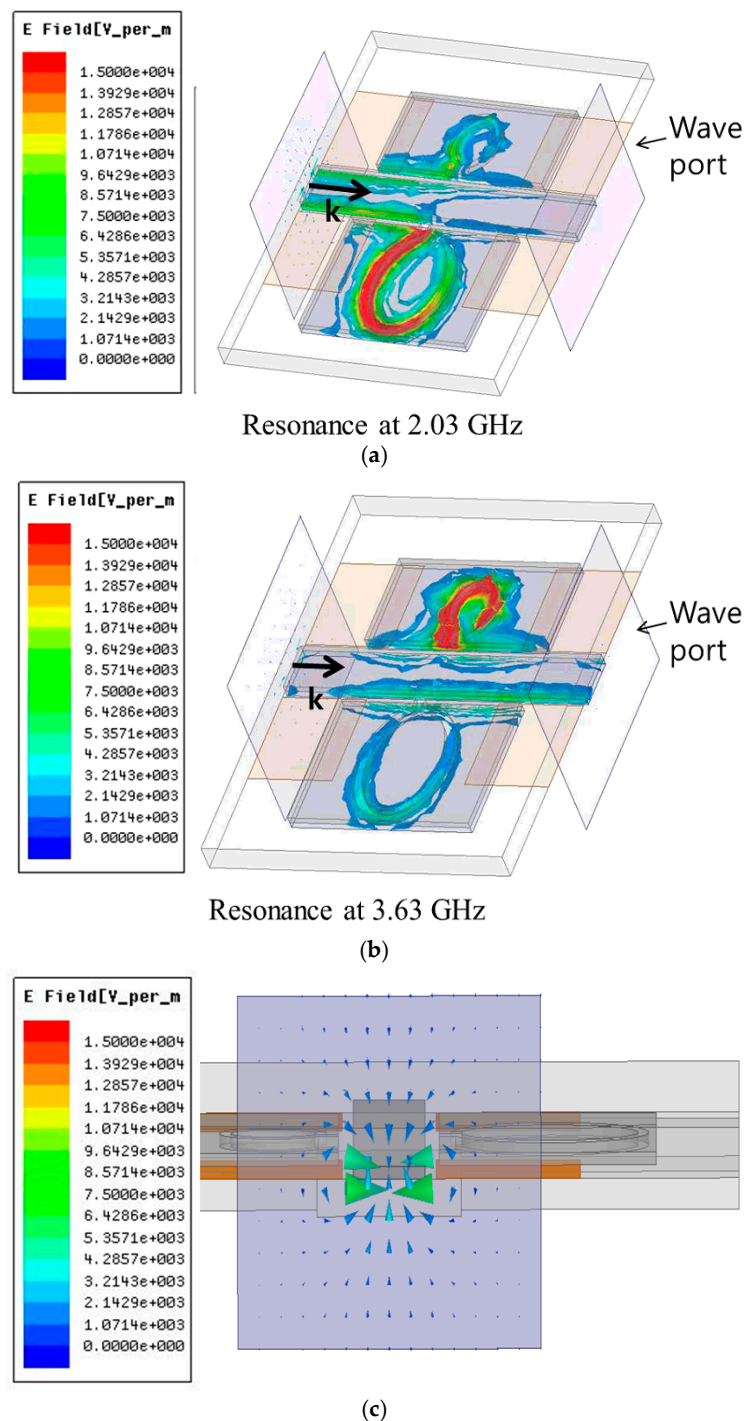 E Field[V_per_m
1.5000e+004
1.3929e+004
1.2857e+004
1.1786e+004
1.0714e+004
9.6429e+003
8.5714e+003
7.5000e+003
6.4286e+003
5.3571e+003
4.2857e+003
3.2143e+003
2.1429e+003
1.0714e+003
0.0000e+000
k
Wave
port
Resonance at 2.03 GHz
(a)
E Field[V_per_m
1.5000e+004
1.3929e+004
1.2857e+004
1.1786e+004
1.0714e+004
9.6429e+003
8.5714e+003
7.5000e+003
6.4286e+003
5.3571e+003
4.2857e+003
3.2143e+003
2.1429e+003
1.0714e+003
0.0000e+000
k
Wave
port
Resonance at 3.63 GHz
(b)
E Field[V_per_m
1.5000e+004
1.3929e+004
1.2857e+004
1.1786e+004
1.0714e+004
9.6429e+003
8.5714e+003
7.5000e+003
6.4286e+003
5.3571e+003
4.2857e+003
3.2143e+003
2.1429e+003
1.0714e+003
0.0000e+000
(c)